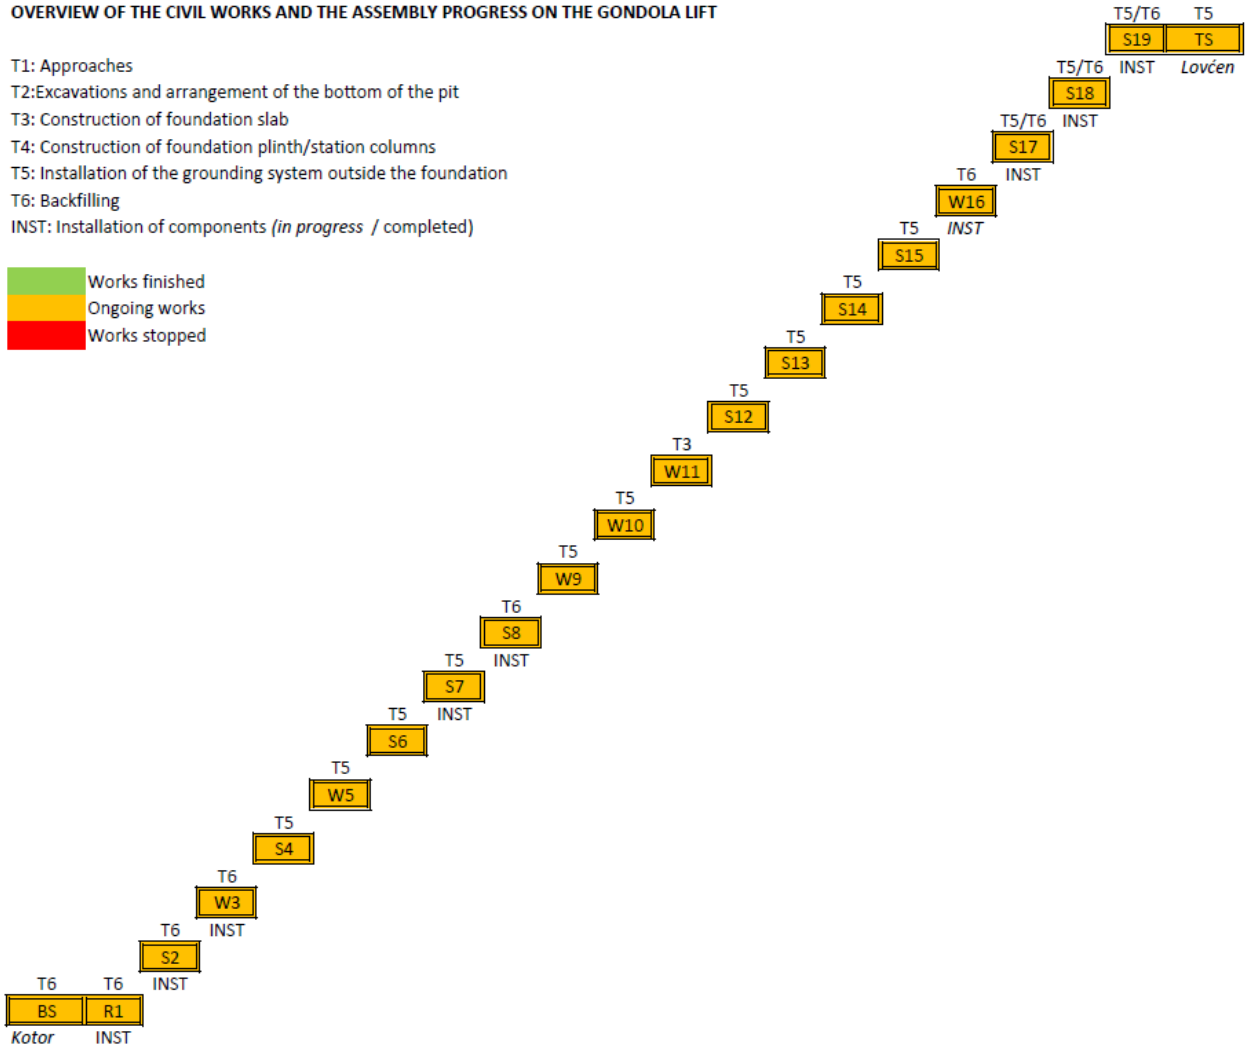 OVERVIEW OF THE CIVIL WORKS AND THE ASSEMBLY PROGRESS ON THE GONDOLA LIFT
T1: Approaches
T2:Excavations and arrangement of the bottom of the pit
T3: Construction of foundation slab
T4: Construction of foundation plinth/station columns
T5: Installation of the grounding system outside the foundation
T6: Backfilling
INST: Installation of components (in progress / completed)
Works finished
Ongoing works
Works stopped
T5/T6 T5
S19 TS
INST Lovćen
T5/T6
S18
INST
T5/T6
S17
INST
T6
W16
INST
T5
S15
T5
S14
T5
S13
T5
S12
T3
W11
T5
W10
T5
W9
T6
S8
INST
T5
S7
INST
T5
S6
T5
W5
T5
S4
T6
W3
INST
T6
S2
INST
T6 T6
BS R1
Kotor INST